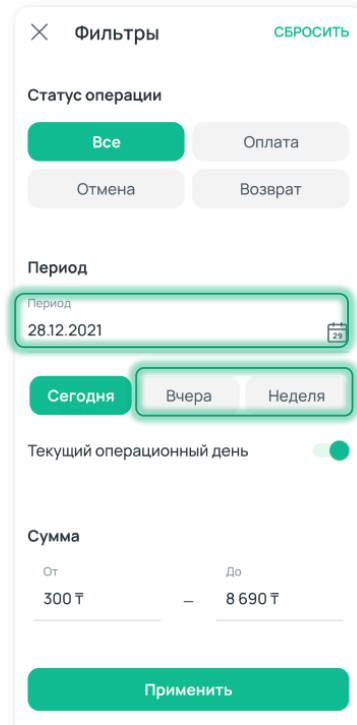 Фильтры СБРОСИТЬ
Статус операции
Все Оплата
Отмена Возврат
Период
Период
28.12.2021 29
Сегодня Вчера Неделя
Текущий операционный день
Сумма
От До
300 ₸ – 8 690 ₸
Применить